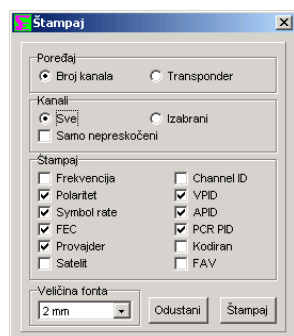 Štampaj
Poređaj
Broj kanala Transponder
Kanali
Sve Izabrani
Samo nepreskočeni
Štampaj
Frekvencija Channel ID
Polaritet VPID
Symbol rate APID
FEC PCR PID
Provajder Kodiran
Satelit FAV
Veličina fonta
2 mm Odustani Štampaj